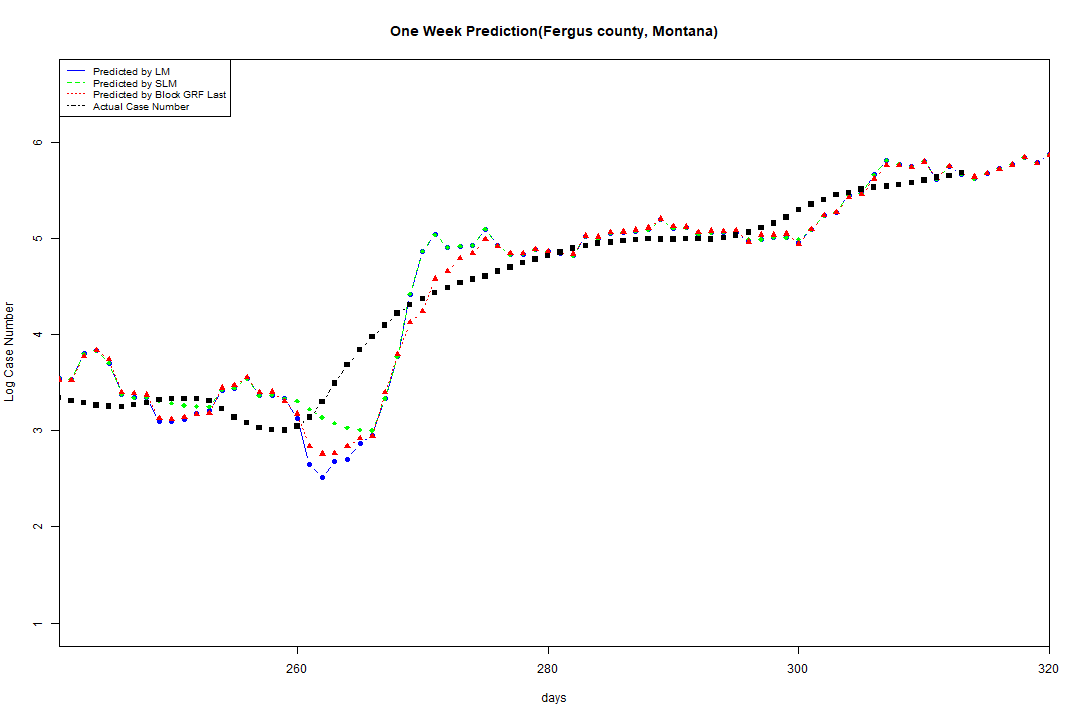 One Week Prediction(Fergus county, Montana)
Predicted by LM
Predicted by SLM
Predicted by Block GRF Last
Actual Case Number
6
5
4
3
2
1
Log Case Number
260
280
300
320
days